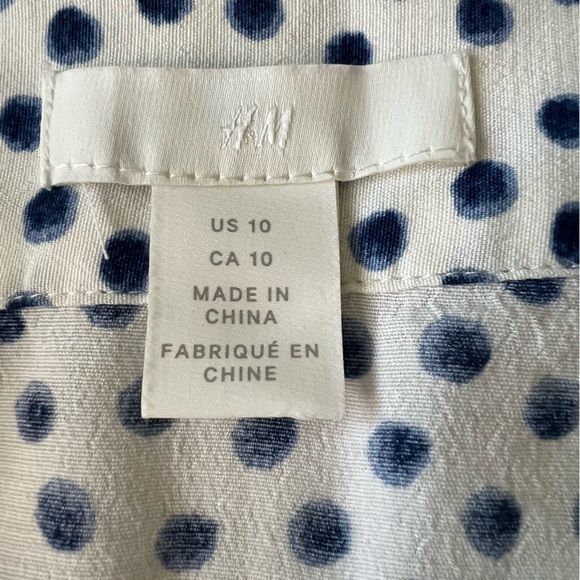 H&M
US 10
CA 10
MADE IN
CHINA
FABRIQUÉ EN
CHINE